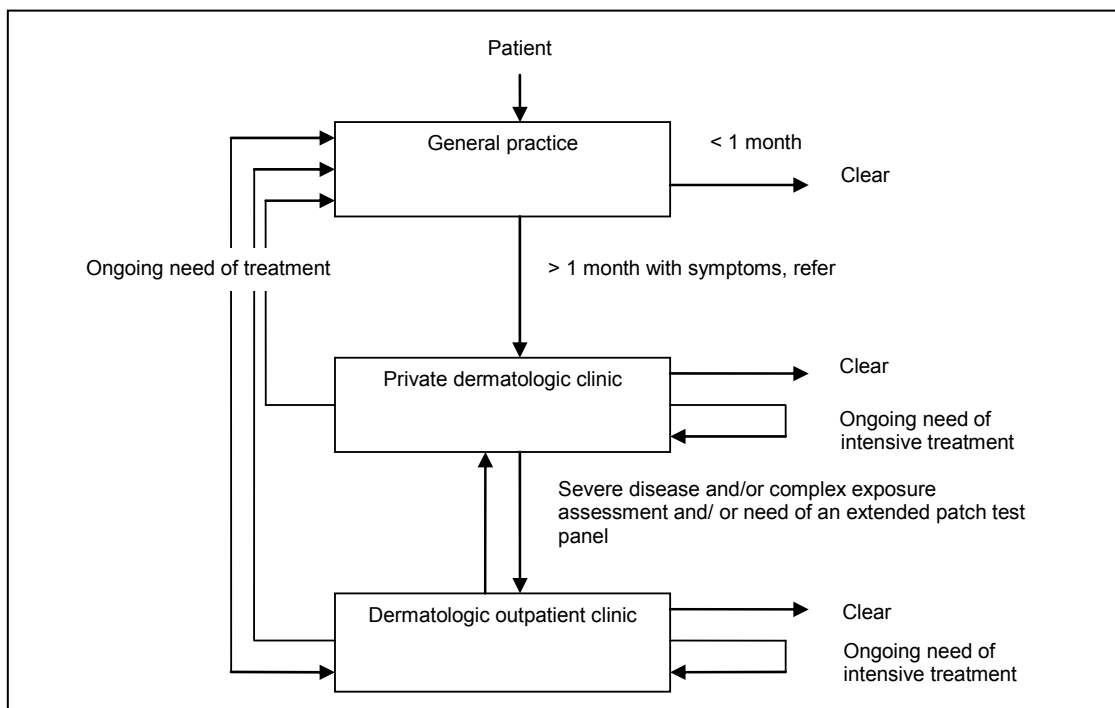 Patient
General practice
< 1 month
Clear
Ongoing need of treatment
> 1 month with symptoms, refer
Private dermatologic clinic
Clear
Ongoing need of
intensive treatment
Severe disease and/or complex exposure
assessment and/ or need of an extended patch test
panel
Dermatologic outpatient clinic
Clear
Ongoing need of
intensive treatment